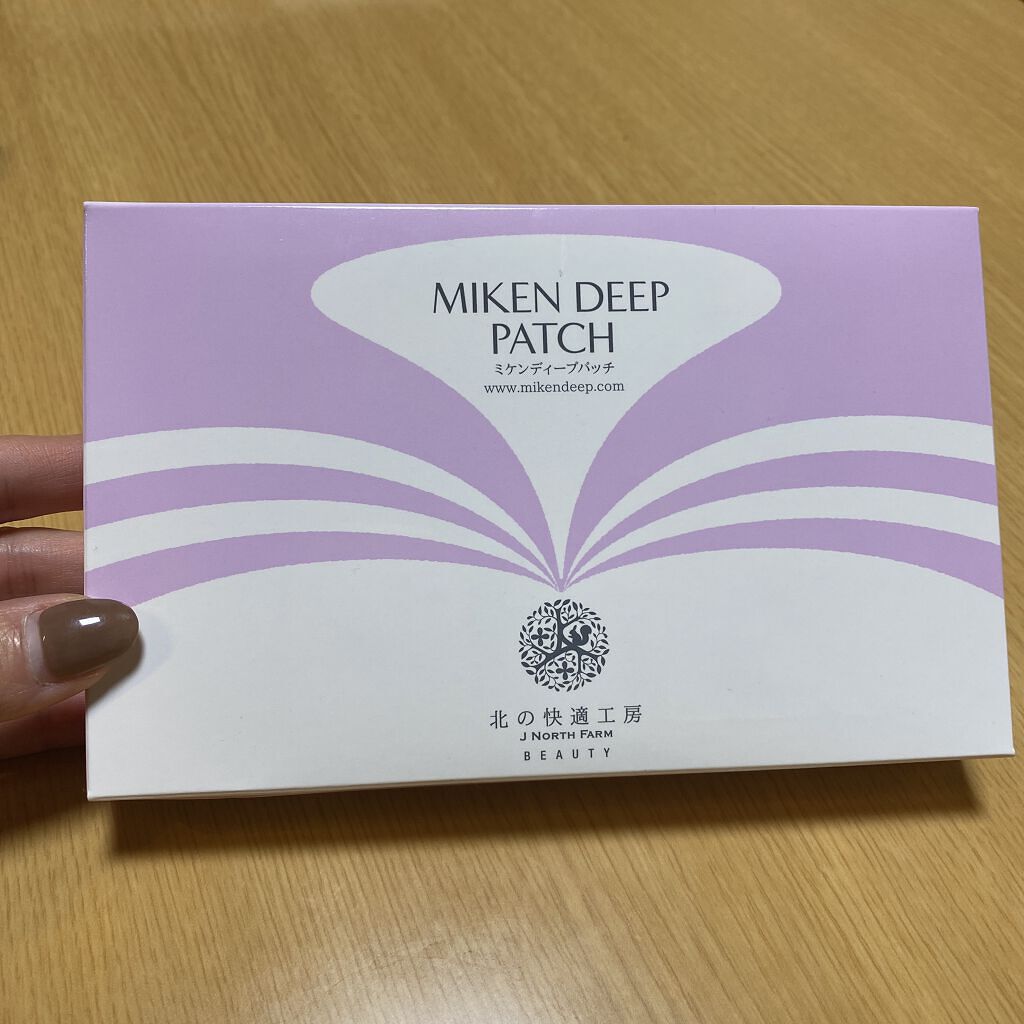 MIKEN DEEP
PATCH
ミケンディープパッチ
www.mikendeep.com
北の快適工房
J NORTH FARM
BEAUTY